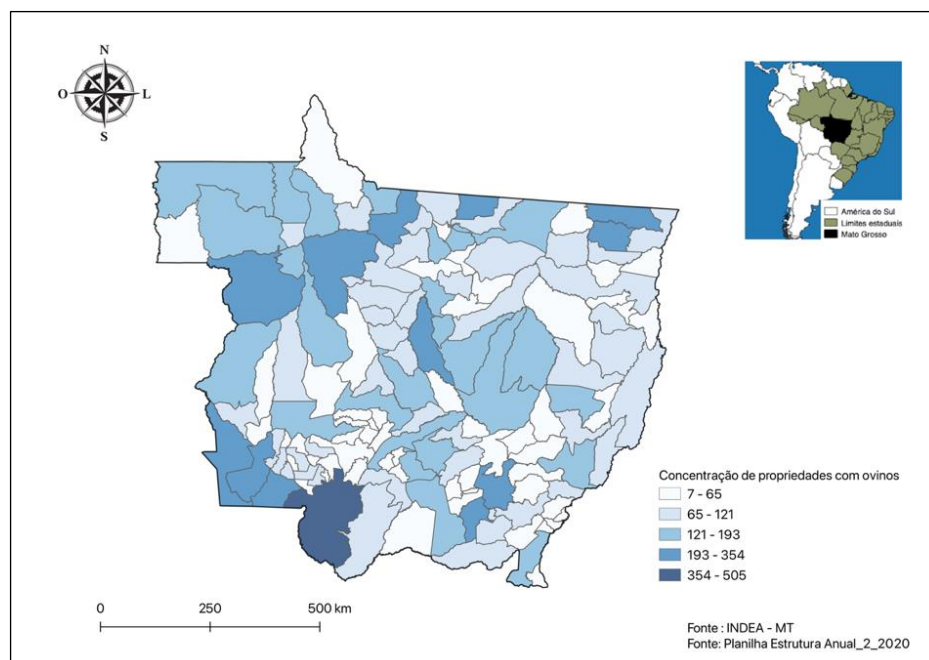 N
O
L
S
América do Sul
Límites estaduais
Mato Grosso
Concentração de propriedades com ovinos
7 - 65
65 - 121
121 - 193
193 - 354
354 - 505
0 250 500 km
Fonte : INDEA - MT
Fonte: Planilha Estrutura Anual_2_2020